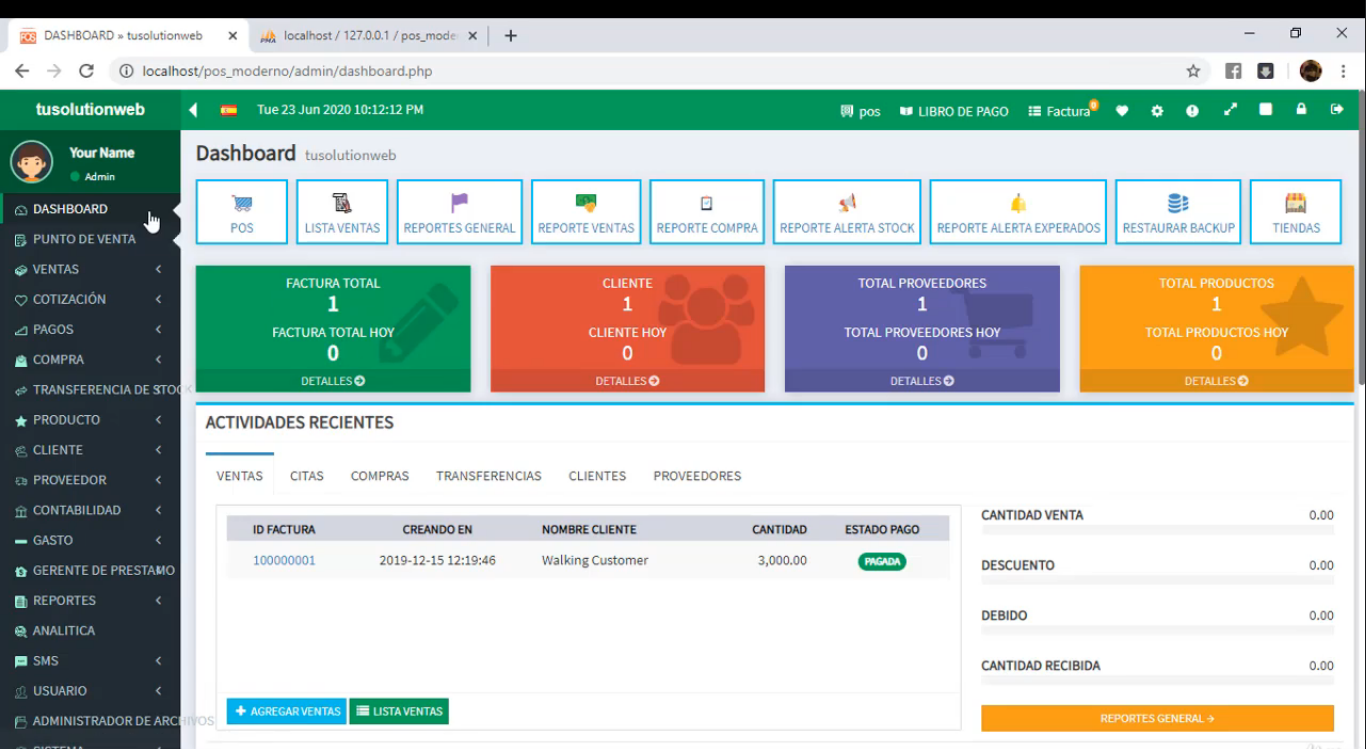 DASHBOARD » tusolutionweb
localhost / 127.0.0.1 / pos_mode
localhost/pos_moderno/admin/dashboard.php
tusolutionweb
Tue 23 Jun 2020 10:12:12 PM
pos
LIBRO DE PAGO
Factura 0
Your Name
Admin
Dashboard tusolutionweb
DASHBOARD
PUNTO DE VENTA
VENTAS
COTIZACIÓN
PAGOS
COMPRA
TRANSFERENCIA DE STOCK
PRODUCTO
CLIENTE
PROVEEDOR
CONTABILIDAD
GASTO
GERENTE DE PRESTAMO
REPORTES
ANALITICA
SMS
USUARIO
ADMINISTRADOR DE ARCHIVOS
SISTEMA
POS
LISTA VENTAS
REPORTES GENERAL
REPORTE VENTAS
REPORTE COMPRA
REPORTE ALERTA STOCK
REPORTE ALERTA EXPERADOS
RESTAURAR BACKUP
TIENDAS
FACTURA TOTAL
1
FACTURA TOTAL HOY
0
DETALLES
CLIENTE
1
CLIENTE HOY
0
DETALLES
TOTAL PROVEEDORES
1
TOTAL PROVEEDORES HOY
0
DETALLES
TOTAL PRODUCTOS
1
TOTAL PRODUCTOS HOY
0
DETALLES
ACTIVIDADES RECIENTES
VENTAS
CITAS
COMPRAS
TRANSFERENCIAS
CLIENTES
PROVEEDORES
ID FACTURA CREANDO EN NOMBRE CLIENTE CANTIDAD ESTADO PAGO
100000001 2019-12-15 12:19:46 Walking Customer 3,000.00 PAGADA
AGREGAR VENTAS
LISTA VENTAS
CANTIDAD VENTA 0.00
DESCUENTO 0.00
DEBIDO 0.00
CANTIDAD RECIBIDA 0.00
REPORTES GENERAL